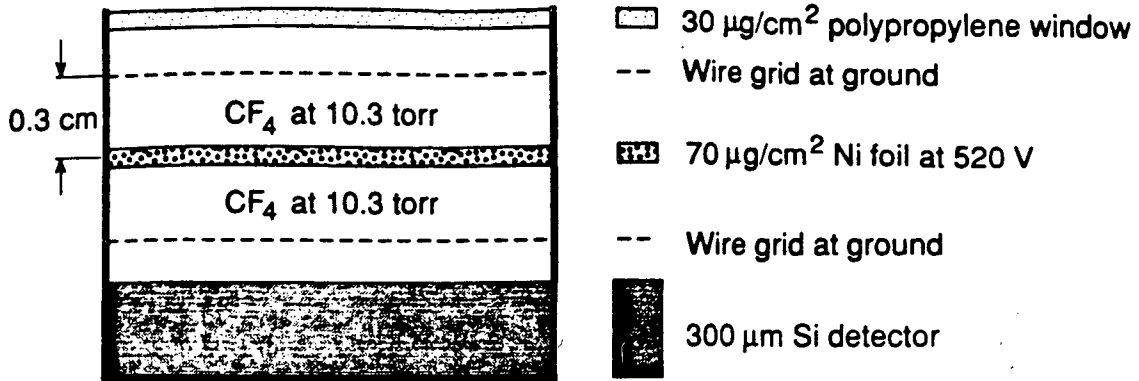 30 µg/cm² polypropylene window
Wire grid at ground
0.3 cm
CF₄ at 10.3 torr
70 µg/cm² Ni foil at 520 V
CF₄ at 10.3 torr
Wire grid at ground
300 µm Si detector